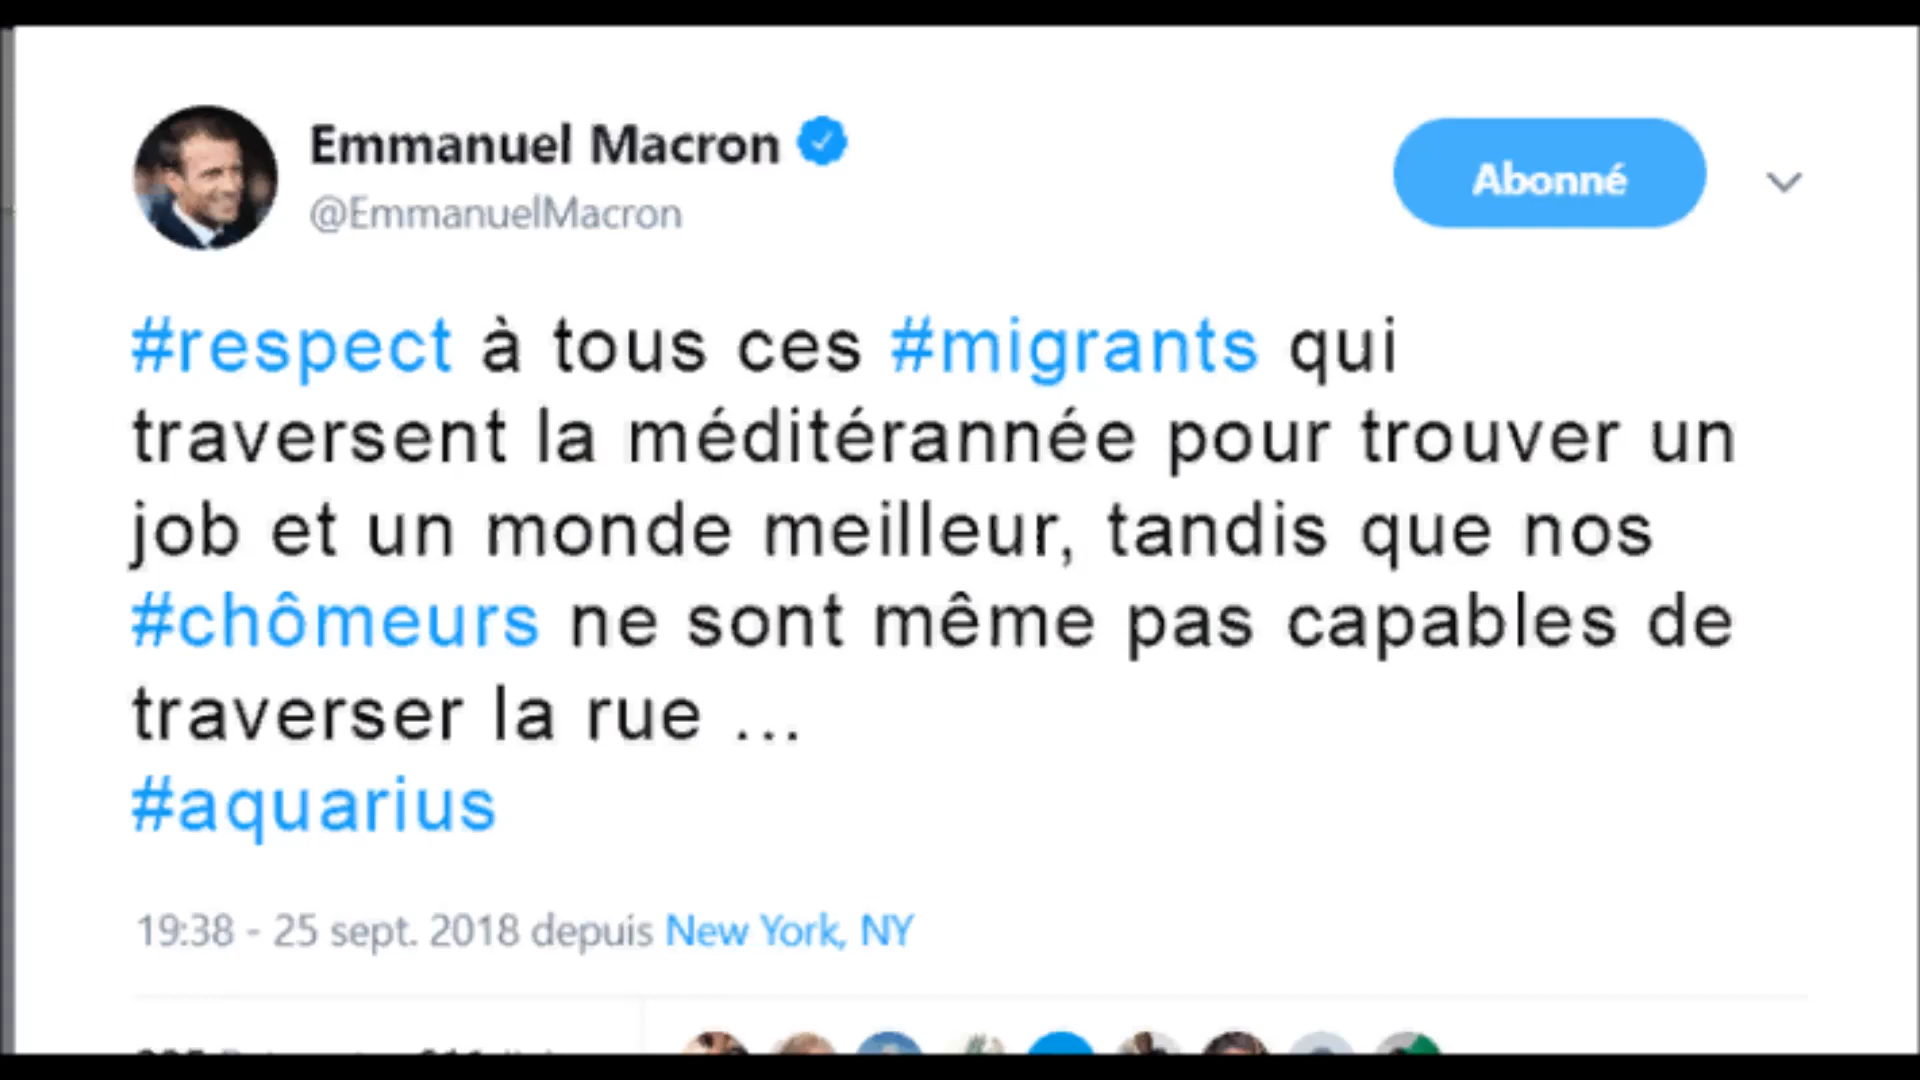 Emmanuel Macron
@EmmanuelMacron
Abonné
#respect à tous ces #migrants qui
traversent la méditérannée pour trouver un
job et un monde meilleur, tandis que nos
#chômeurs ne sont même pas capables de
traverser la rue ...
#aquarius
19:38 - 25 sept. 2018 depuis New York, NY